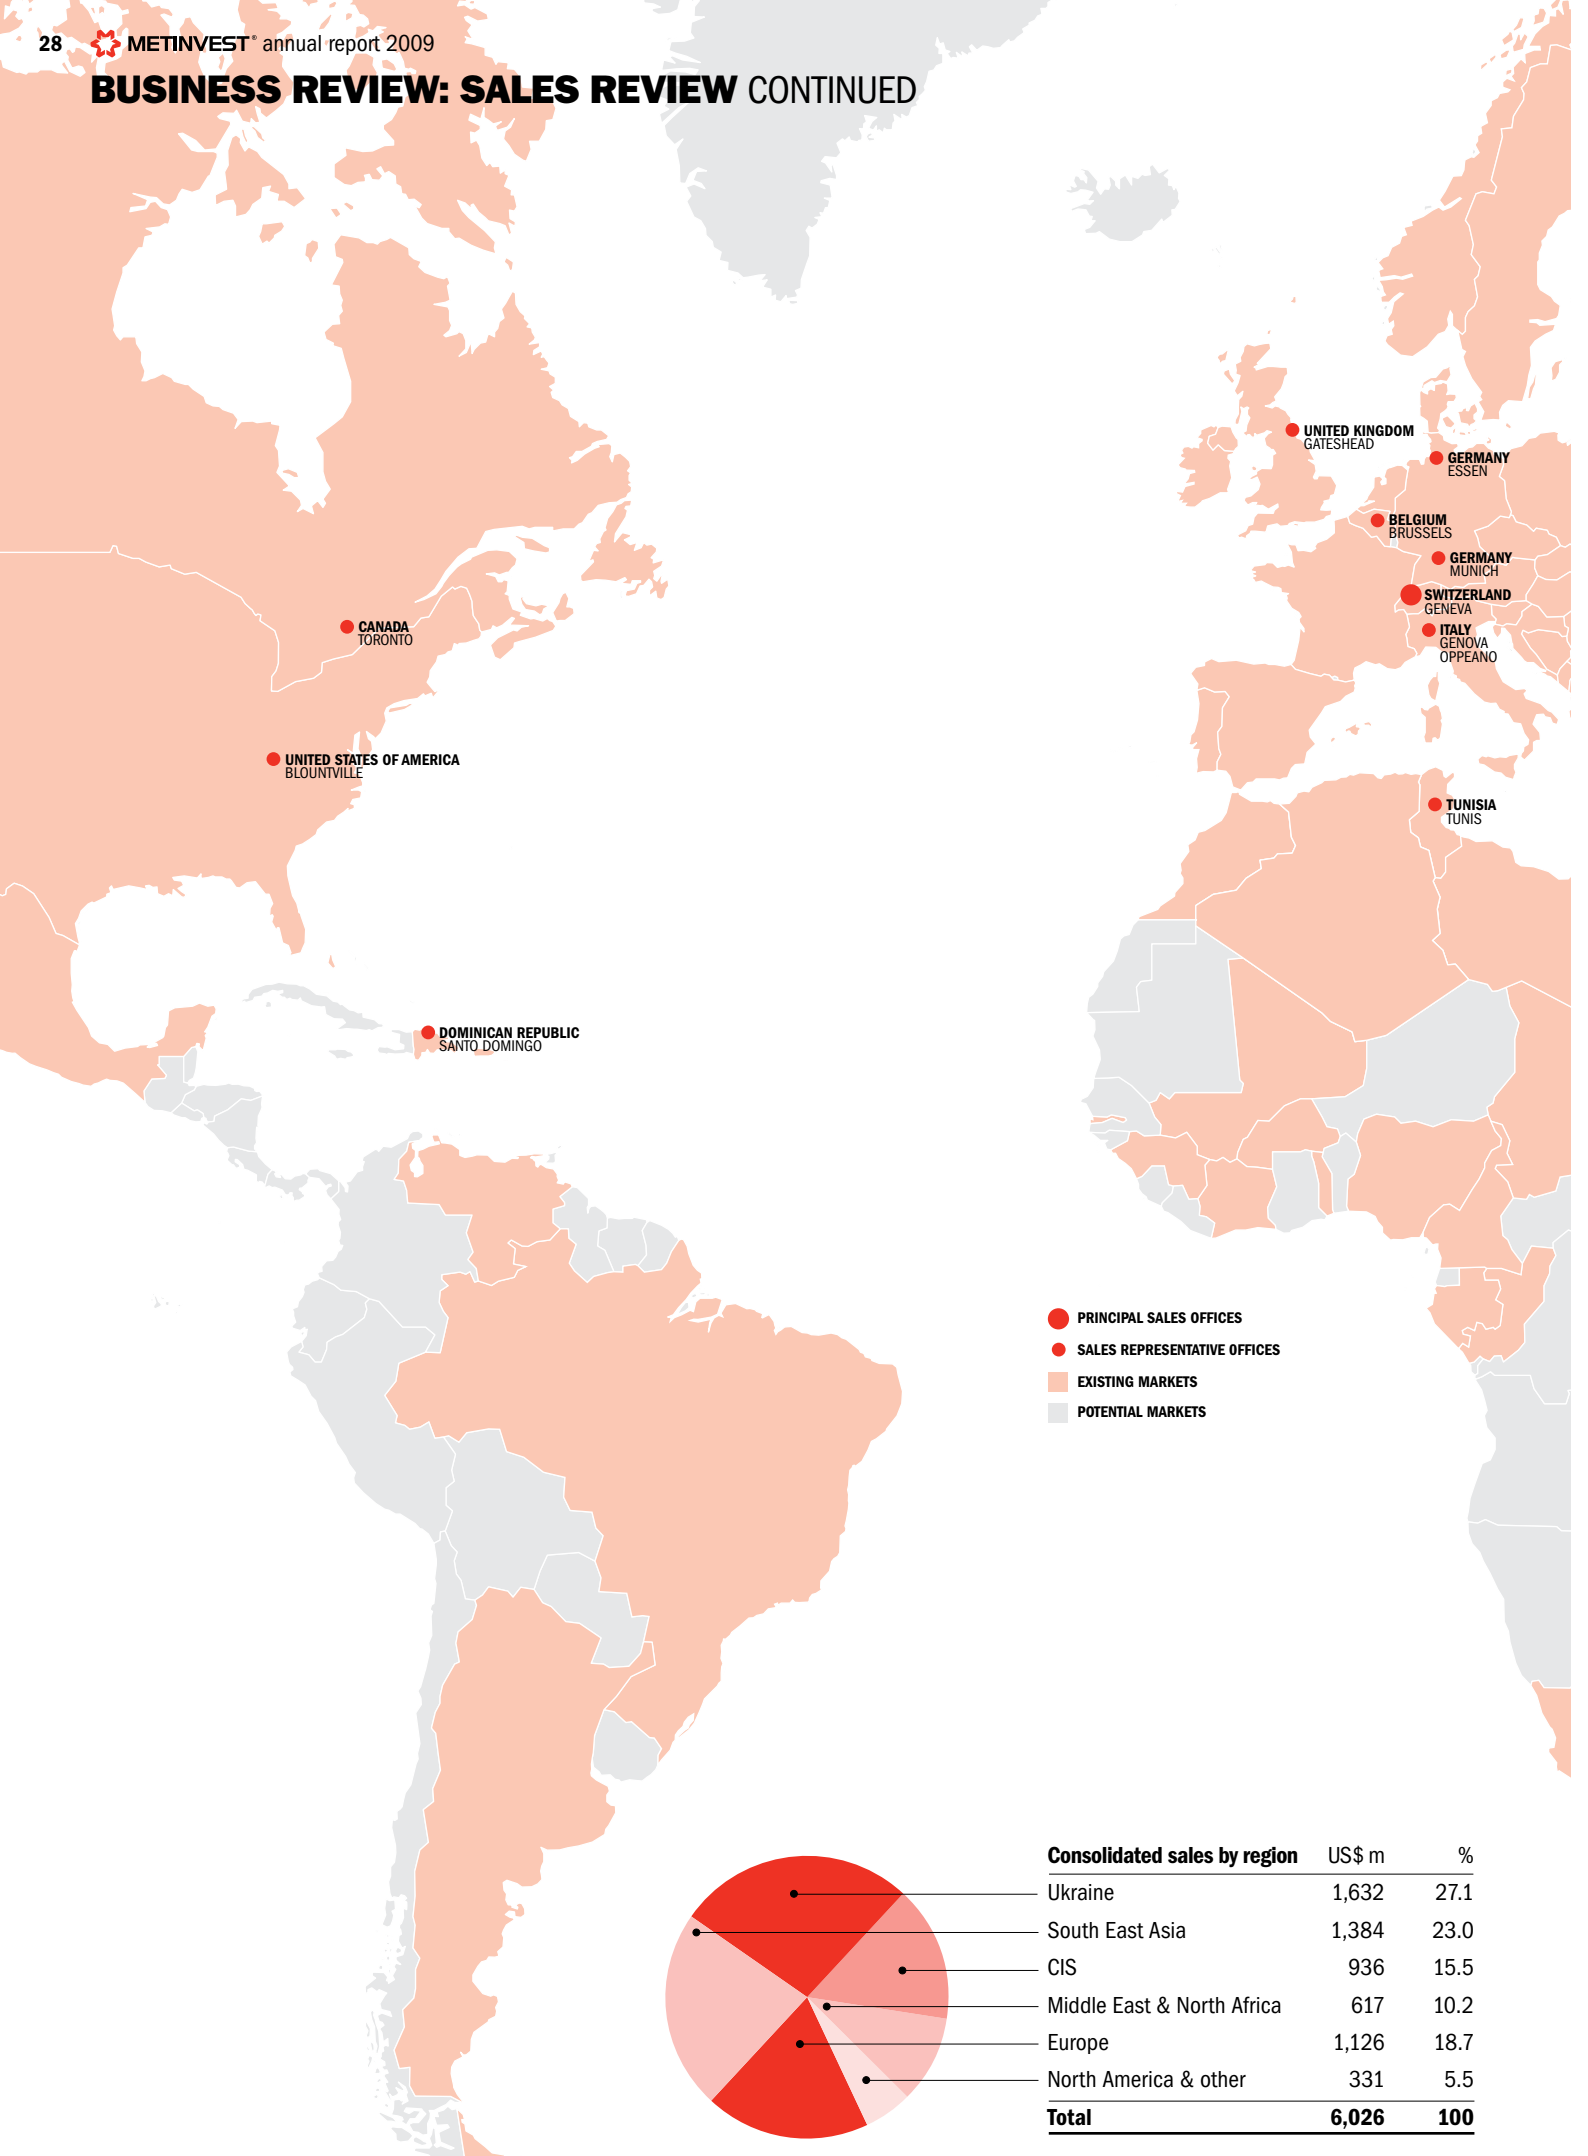 28 METINVEST® annual report 2009
BUSINESS REVIEW: SALES REVIEW CONTINUED
UNITED KINGDOM
GATESHEAD
GERMANY
ESSEN
BELGIUM
BRUSSELS
GERMANY
MUNICH
SWITZERLAND
GENEVA
CANADA
TORONTO
ITALY
GENOVA
OPPEANO
UNITED STATES OF AMERICA
BLOUNTVILLE
TUNISIA
TUNIS
DOMINICAN REPUBLIC
SANTO DOMINGO
PRINCIPAL SALES OFFICES
SALES REPRESENTATIVE OFFICES
EXISTING MARKETS
POTENTIAL MARKETS
Consolidated sales by region US$ m %
Ukraine 1,632 27.1
South East Asia 1,384 23.0
CIS 936 15.5
Middle East & North Africa 617 10.2
Europe 1,126 18.7
North America & other 331 5.5
Total 6,026 100